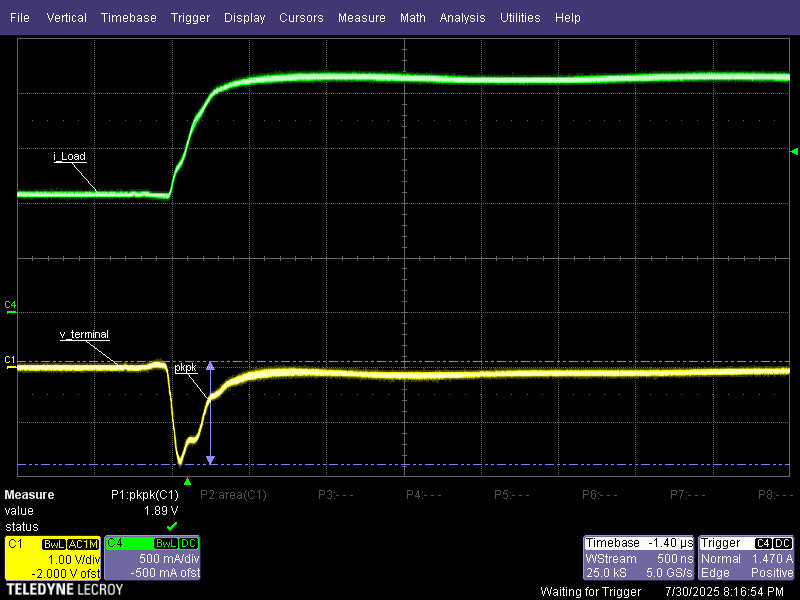 File Vertical Timebase Trigger Display Cursors Measure Math Analysis Utilities Help
i_Load
C4
v_terminal
C1
pkpk
Measure P1:pkpk(C1) P2:area(C1) P3:--- P4:--- P5:--- P6:--- P7:--- P8:---
value 1.89 V
status
C1 BwL AC1M
1.00 V/div
-2.000 V ofst
C4 BwL DC
500 mA/div
-500 mA ofst
Timebase -1.40 µs
WStream 500 ns
25.0 kS 5.0 GS/s
Trigger C4 DC
Normal 1.470 A
Edge Positive
TELEDYNE LECROY
Waiting for Trigger 7/30/2025 8:16:54 PM